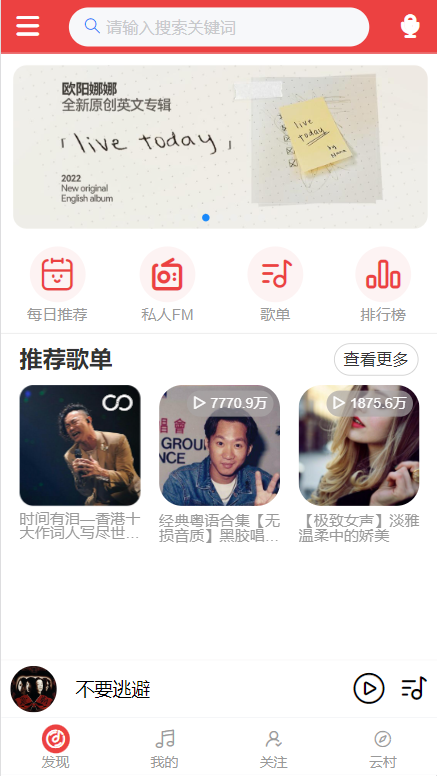 请输入搜索关键词
欧阳娜娜
全新原创英文专辑
「live today」
live
today
by
2022
New original
English album
每日推荐
私人FM
歌单
排行榜
推荐歌单
查看更多
7770.9万
1875.6万
唱會
GROUND
时间有泪—香港十
大作词人写尽世...
经典粤语合集【无
损音质】黑胶唱...
【极致女声】淡雅
温柔中的娇美
不要逃避
发现
我的
关注
云村